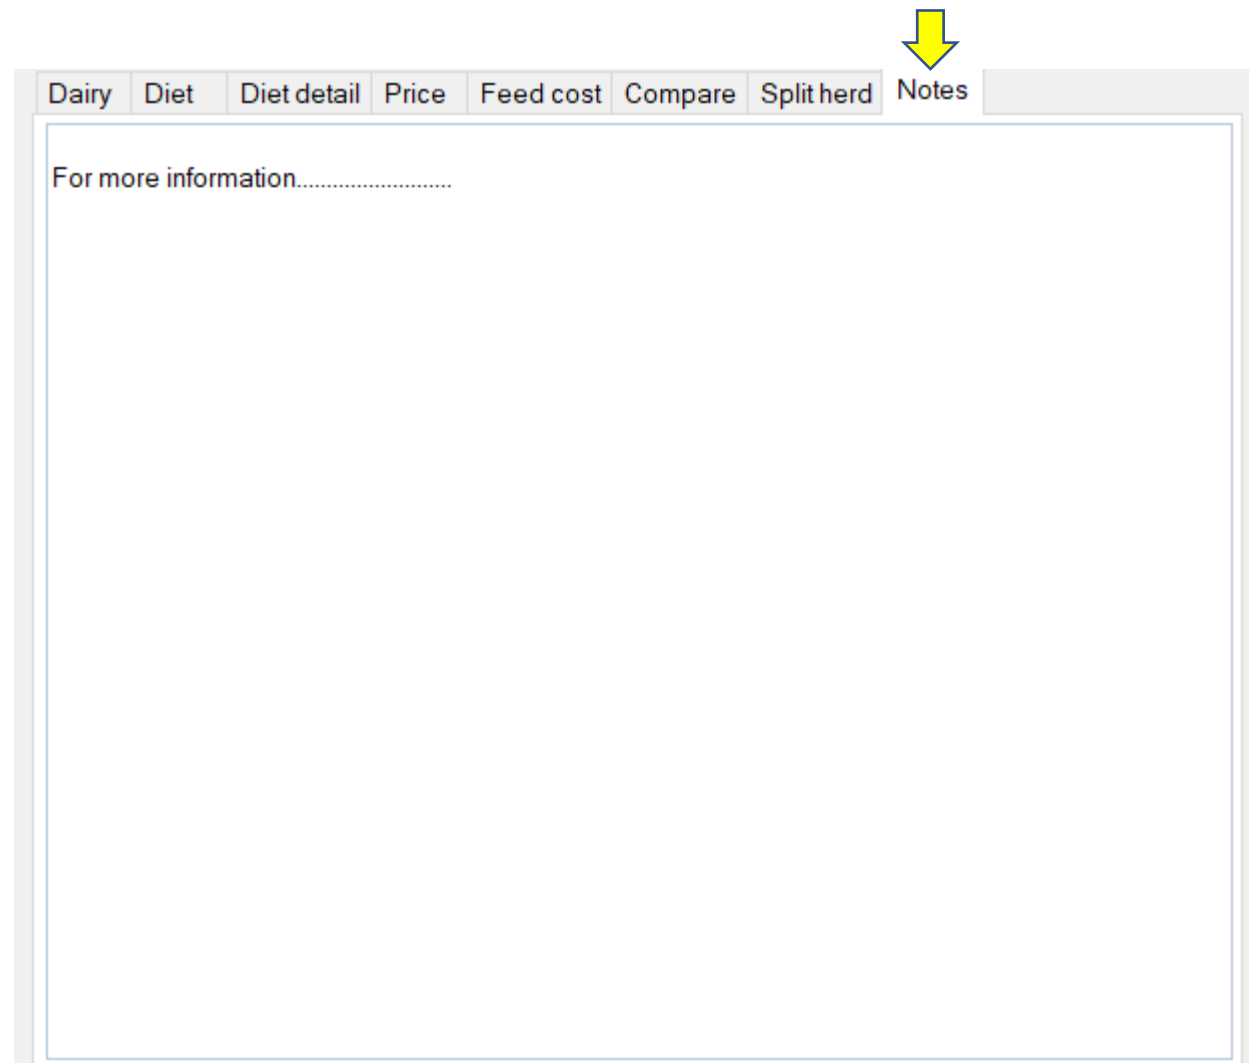 Dairy Diet Diet detail Price Feed cost Compare Split herd Notes
For more information..........................